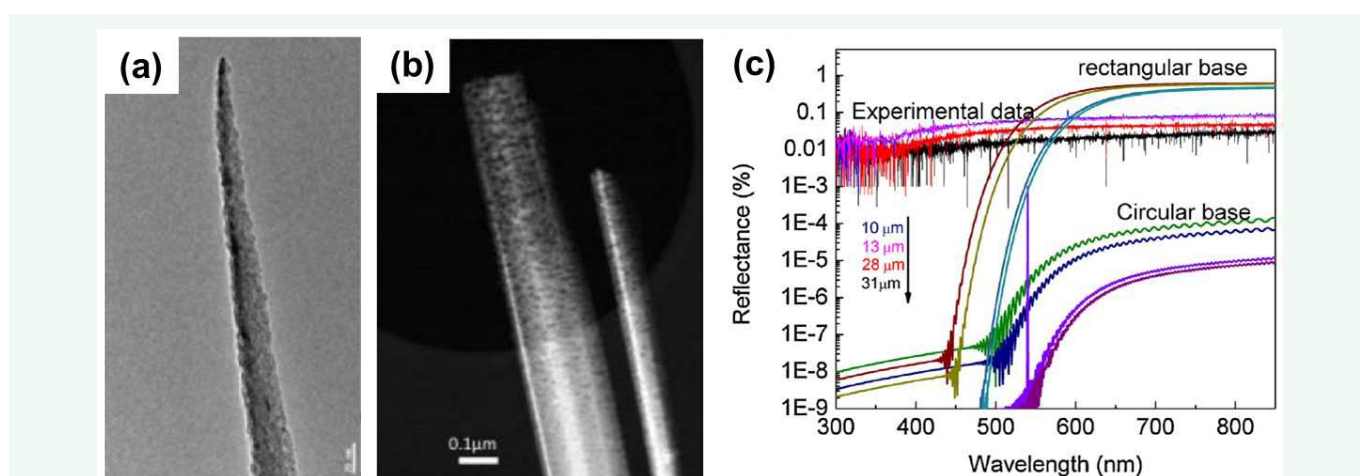 (a)
(b)
0.1μm
(c)
rectangular base
Experimental data
Circular base
10 μm
13 μm
28 μm
31μm
Reflectance (%)
1
0.1
0.01
1E-3
1E-4
1E-5
1E-6
1E-7
1E-8
1E-9
300 400 500 600 700 800
Wavelength (nm)